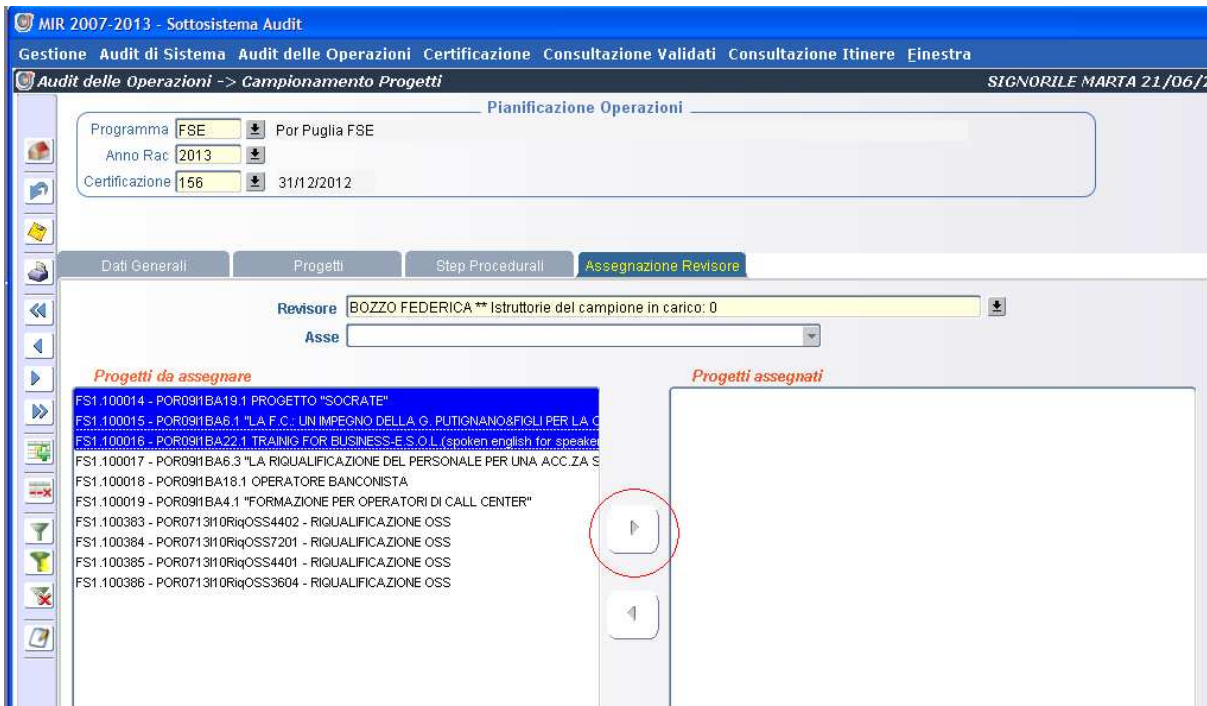 MIR 2007-2013 - Sottosistema Audit
Gestione Audit di Sistema Audit delle Operazioni Certificazione Consultazione Validati Consultazione Itinere Finestra
Audit delle Operazioni -> Campionamento Progetti SIGNORILE MARTA 21/06/2
Pianificazione Operazioni
Programma FSE Por Puglia FSE
Anno Rac 2013
Certificazione 156 31/12/2012
Dati Generali Progetti Step Procedurali Assegnazione Revisore
Revisore BOZZO FEDERICA ** Istruttorie del campione in carico: 0
Asse
Progetti da assegnare Progetti assegnati
FS1.100014 - POR09I1BA19.1 PROGETTO "SOCRATE"
FS1.100015 - POR09I1BA6.1 "LA F.C.: UN IMPEGNO DELLA G. PUTIGNANO&FIGLI PER LA C
FS1.100016 - POR09I1BA22.1 TRAINIG FOR BUSINESS-E.S.O.L.(spoken english for speaker
FS1.100017 - POR09I1BA6.3 "LA RIQUALIFICAZIONE DEL PERSONALE PER UNA ACC.ZA S
FS1.100018 - POR09I1BA18.1 OPERATORE BANCONISTA
FS1.100019 - POR09I1BA4.1 "FORMAZIONE PER OPERATORI DI CALL CENTER"
FS1.100383 - POR0713I10RiqOSS4402 - RIQUALIFICAZIONE OSS
FS1.100384 - POR0713I10RiqOSS7201 - RIQUALIFICAZIONE OSS
FS1.100385 - POR0713I10RiqOSS4401 - RIQUALIFICAZIONE OSS
FS1.100386 - POR0713I10RiqOSS3604 - RIQUALIFICAZIONE OSS